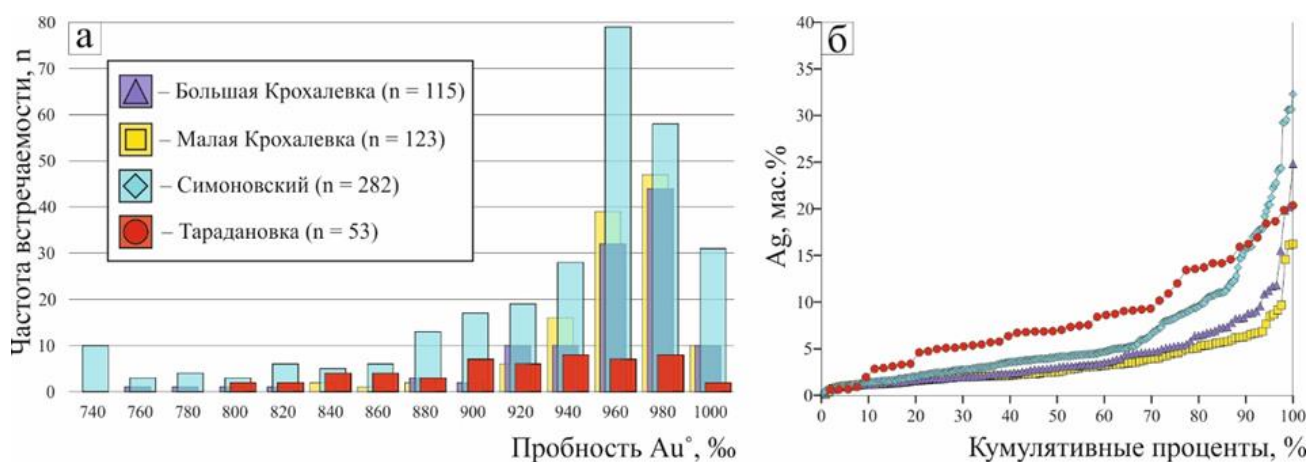 а
80
70
60
50
40
30
20
10
0
Частота встречаемости, n
– Большая Крохалевка (n = 115)
– Малая Крохалевка (n = 123)
– Симоновский (n = 282)
– Тарадановка (n = 53)
740 760 780 800 820 840 860 880 900 920 940 960 980 1000
Пробность Au°, ‰
б
40
35
30
25
20
15
10
5
0
Ag, мас.%
0 10 20 30 40 50 60 70 80 90 100
Кумулятивные проценты, %